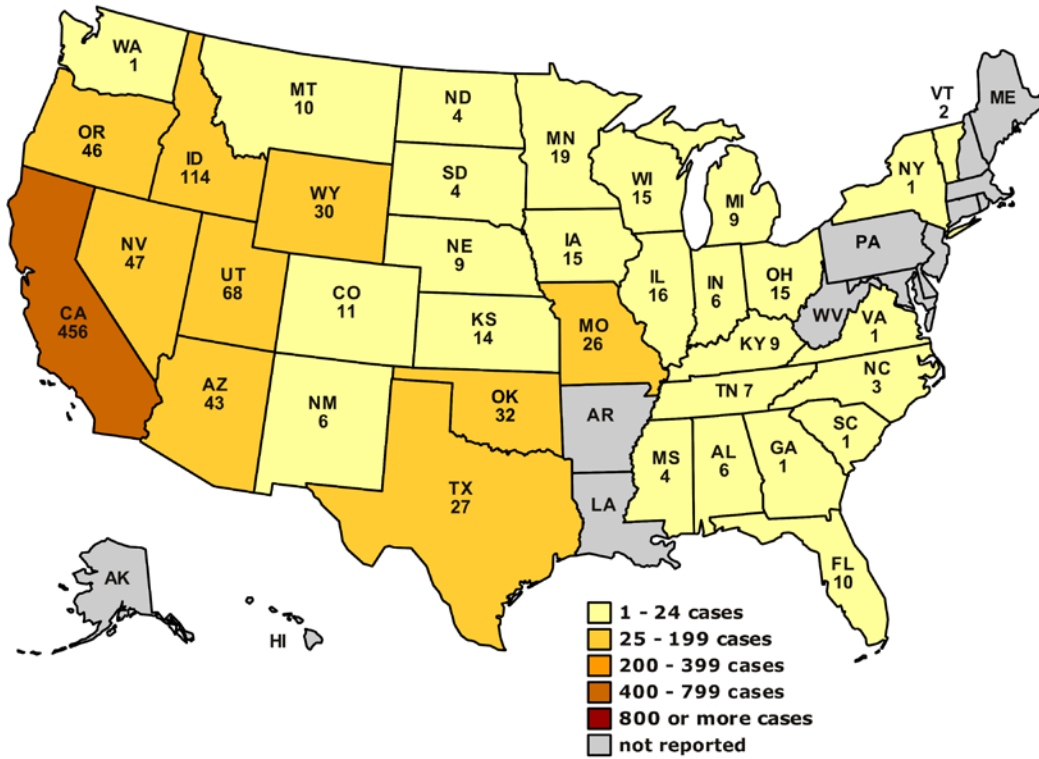 WA
1
MT
10
ND
4
MN
19
VT
2
ME
OR
46
ID
114
WY
30
SD
4
WI
15
MI
9
NY
1
NV
47
UT
68
CO
11
NE
9
IA
15
IL
16
IN
6
OH
15
PA
CA
456
KS
14
MO
26
KY 9
WV
VA
1
AZ
43
NM
6
OK
32
AR
TN 7
NC
3
TX
27
LA
MS
4
AL
6
GA
1
SC
1
FL
10
AK
HI
1 - 24 cases
25 - 199 cases
200 - 399 cases
400 - 799 cases
800 or more cases
not reported